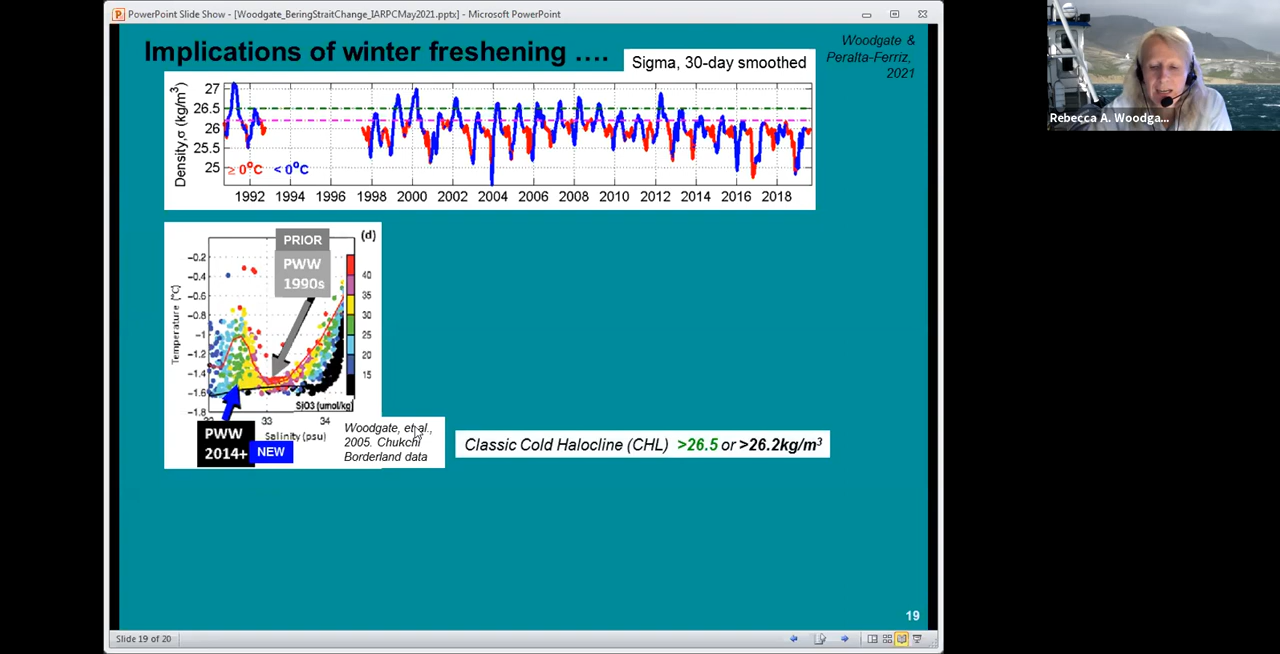 PowerPoint Slide Show - [Woodgate_BeringStraitChange_IARPCMay2021.pptx] - Microsoft PowerPoint
Implications of winter freshening ....
Woodgate &
Peralta-Ferriz,
2021
Sigma, 30-day smoothed
Density,σ (kg/m³)
27
26.5
26
25.5
25
≥ 0°C < 0°C
1992 1994 1996 1998 2000 2002 2004 2006 2008 2010 2012 2014 2016 2018
(d)
PRIOR
PWW
1990s
Temperature (°C)
−0.2
−0.4
−0.6
−0.8
−1
−1.2
−1.4
−1.6
−1.8
40
35
30
25
20
15
SiO3 (umol/kg)
33 34
Salinity (psu)
PWW
2014+
NEW
Woodgate, et al.,
2005. Chukchi
Borderland data
Classic Cold Halocline (CHL) >26.5 or >26.2kg/m³
19
Slide 19 of 20
Rebecca A. Woodga...